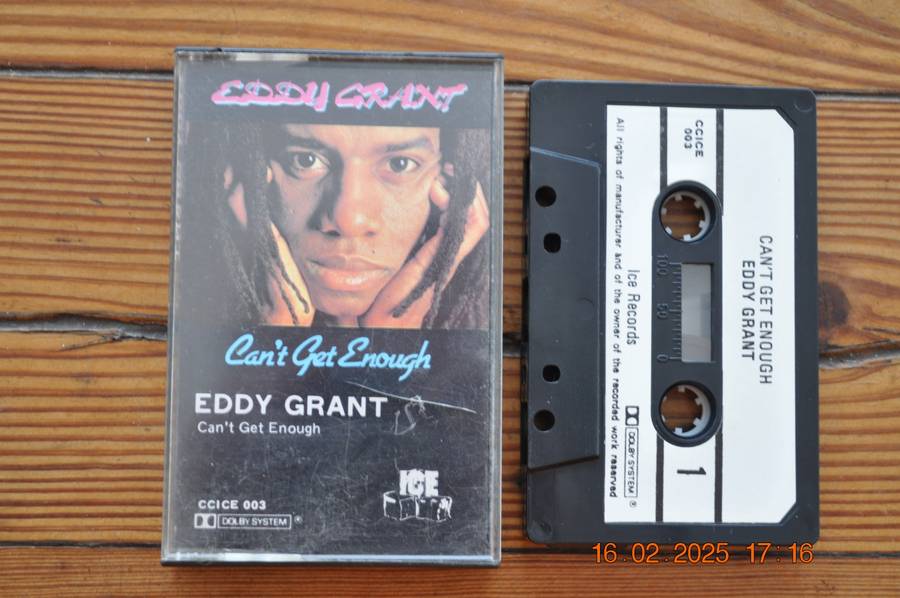 EDDY GRANT
Can't Get Enough
EDDY GRANT
Can't Get Enough
ICE
CCICE 003
DOLBY SYSTEM ®
CAN'T GET ENOUGH
EDDY GRANT
CCICE
003
1
Ice Records
DOLBY SYSTEM ®
All rights of manufacturer and of the owner of the recorded work reserved
100 50 0
16.02.2025 17:16